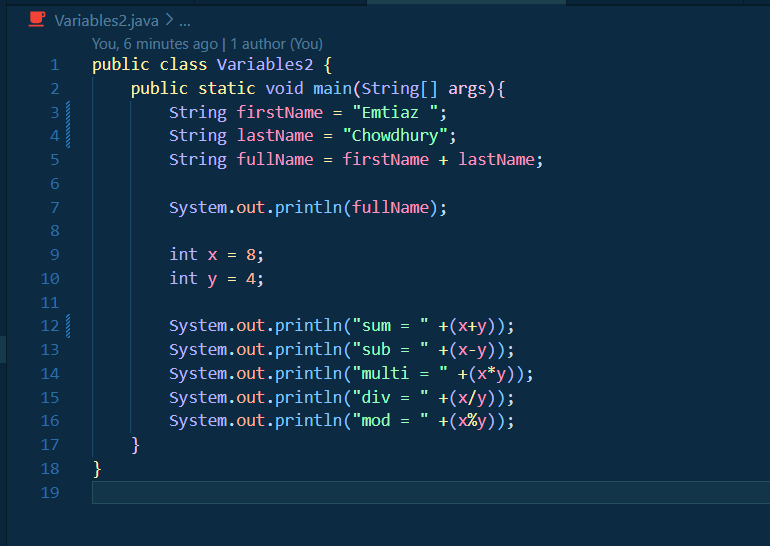 Variables2.java > ...
You, 6 minutes ago | 1 author (You)
1 public class Variables2 {
2     public static void main(String[] args){
3         String firstName = "Emtiaz ";
4         String lastName = "Chowdhury";
5         String fullName = firstName + lastName;
6
7         System.out.println(fullName);
8
9         int x = 8;
10         int y = 4;
11
12         System.out.println("sum = " +(x+y));
13         System.out.println("sub = " +(x-y));
14         System.out.println("multi = " +(x*y));
15         System.out.println("div = " +(x/y));
16         System.out.println("mod = " +(x%y));
17     }
18 }
19